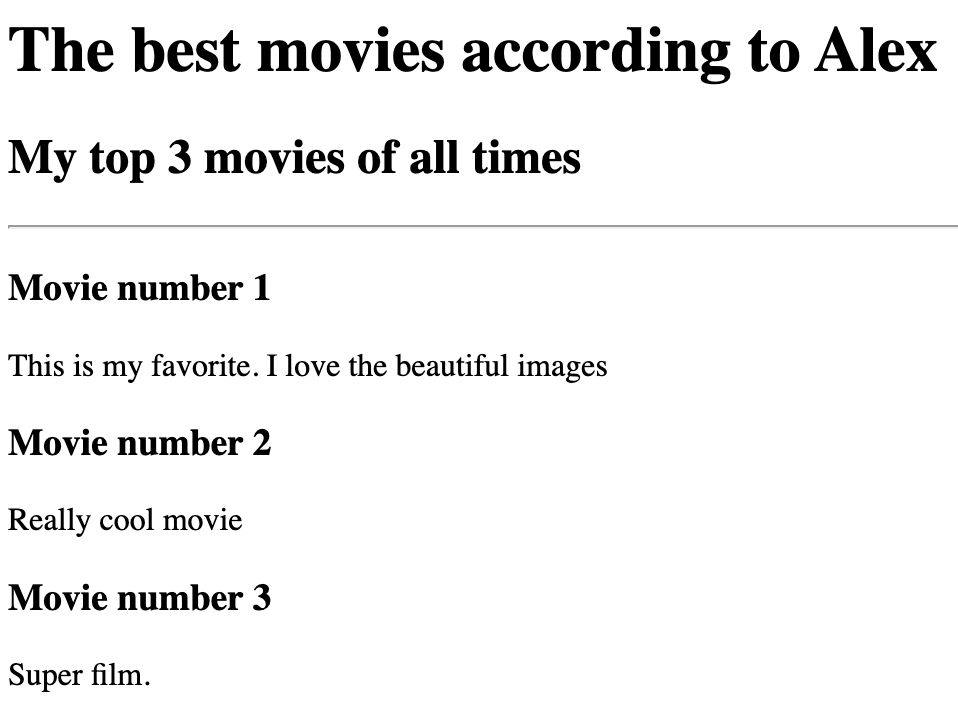 The best movies according to Alex
My top 3 movies of all times
Movie number 1
This is my favorite. I love the beautiful images
Movie number 2
Really cool movie
Movie number 3
Super film.